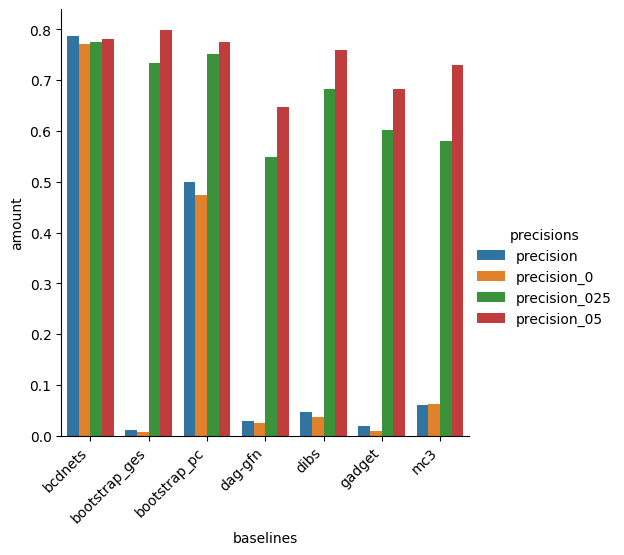 0.8
0.7
0.6
0.5
0.4
0.3
0.2
0.1
0.0
amount
bcdnets
bootstrap_ges
bootstrap_pc
dag-gfn
dibs
gadget
mc3
baselines
precisions
precision
precision_0
precision_025
precision_05